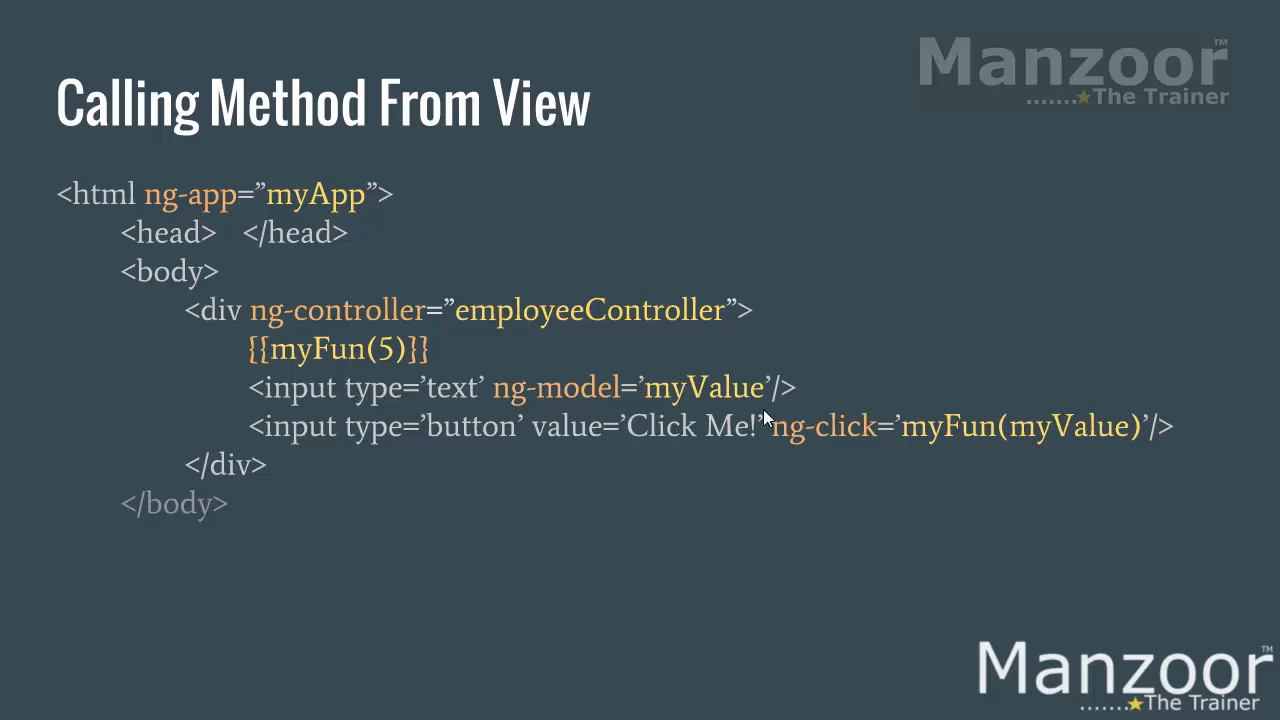 Manzoor™
.......★The Trainer
Calling Method From View
<html ng-app=”myApp”>
<head> </head>
<body>
<div ng-controller=”employeeController”>
{{myFun(5)}}
<input type=’text’ ng-model=’myValue’/>
<input type=’button’ value=’Click Me!’ ng-click=’myFun(myValue)’/>
</div>
</body>
Manzoor™
.......★The Trainer